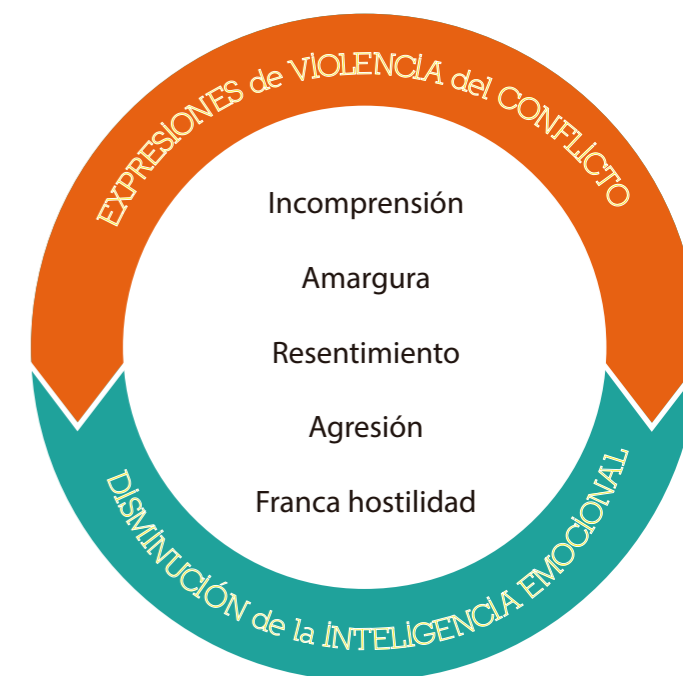 EXPRESIONES de VIOLENCIA del CONFLICTO
Incomprensión
Amargura
Resentimiento
Agresión
Franca hostilidad
DISMINUCIÓN de la INTELIGENCIA EMOCIONAL